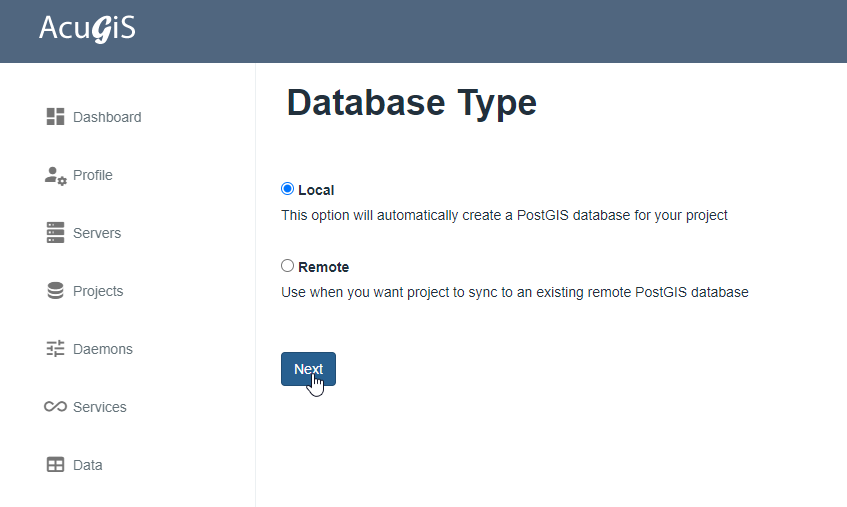 AcuGiS
Database Type
Dashboard
Profile
Servers
Projects
Daemons
Services
Data
Local
This option will automatically create a PostGIS database for your project
Remote
Use when you want project to sync to an existing remote PostGIS database
Next